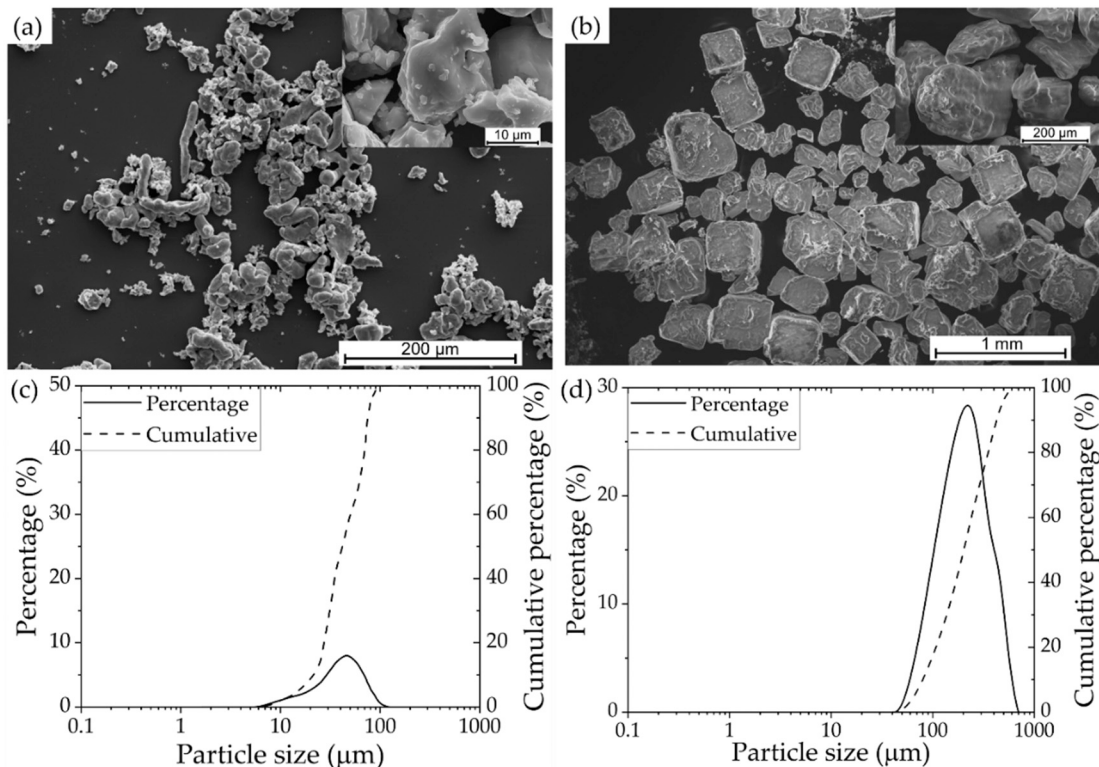 (a)
10 µm
200 µm
(b)
200 µm
1 mm
(c)
50
40
30
20
10
0
Percentage (%)
Percentage
Cumulative
100
80
60
40
20
0
Cumulative percentage (%)
0.1 1 10 100 1000
Particle size (µm)
(d)
30
20
10
0
Percentage (%)
Percentage
Cumulative
100
80
60
40
20
0
Cumulative percentage (%)
0.1 1 10 100 1000
Particle size (µm)